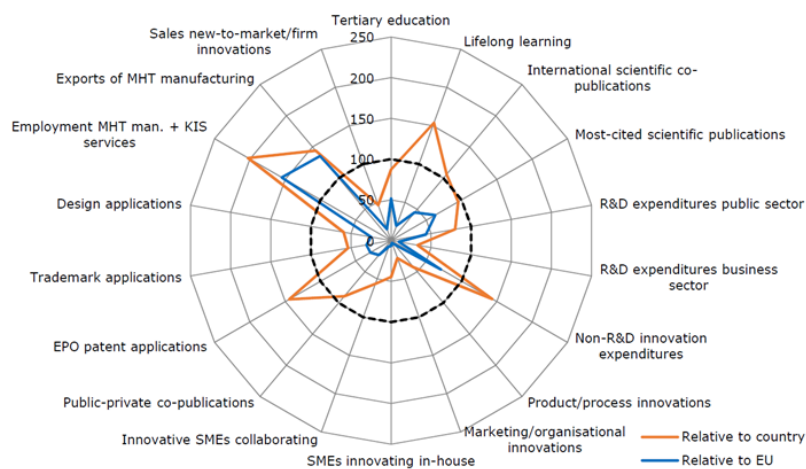 Tertiary education
250
200
150
100
50
0
Lifelong learning
International scientific co-
publications
Most-cited scientific publications
R&D expenditures public sector
R&D expenditures business
sector
Non-R&D innovation
expenditures
Product/process innovations
Marketing/organisational
innovations
SMEs innovating in-house
Innovative SMEs collaborating
Public-private co-publications
EPO patent applications
Trademark applications
Design applications
Employment MHT man. + KIS
services
Exports of MHT manufacturing
Sales new-to-market/firm
innovations
Relative to country
Relative to EU